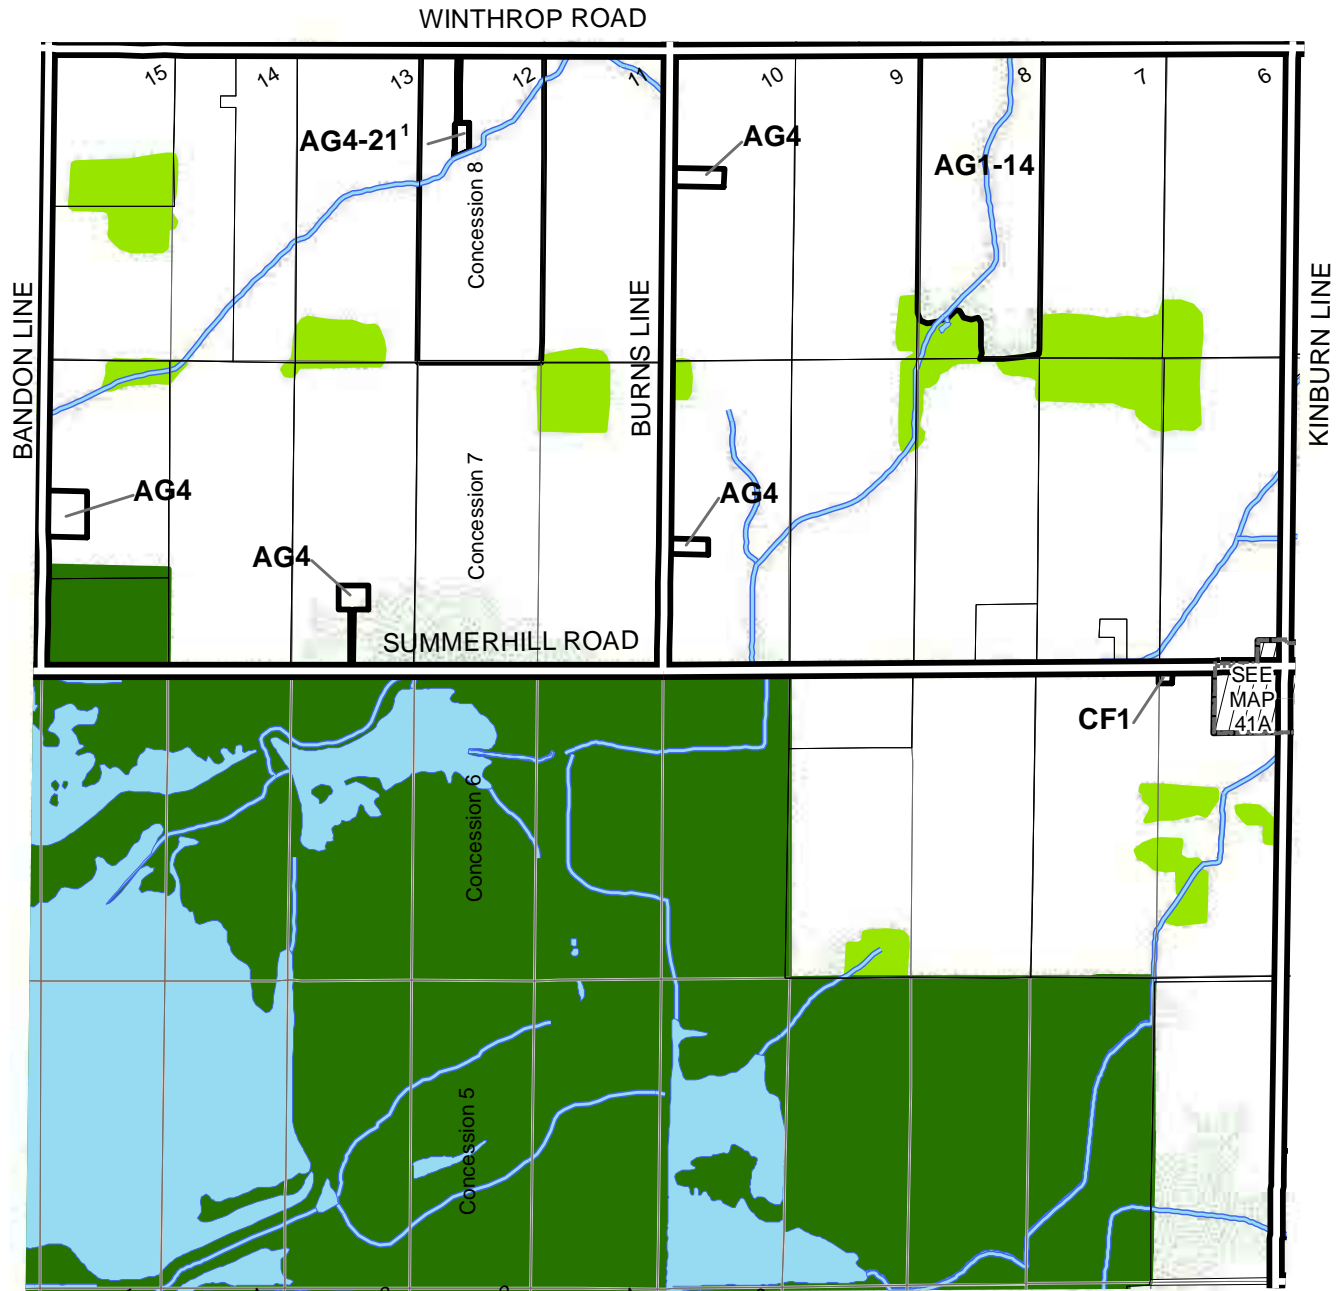 WINTHROP ROAD
15
14
13
12
11
10
9
8
7
6
AG4-21¹
AG4
AG1-14
Concession 8
BANDON LINE
BURNS LINE
KINBURN LINE
AG4
Concession 7
AG4
AG4
SUMMERHILL ROAD
SEE
MAP
41A
CF1
Concession 6
Concession 5